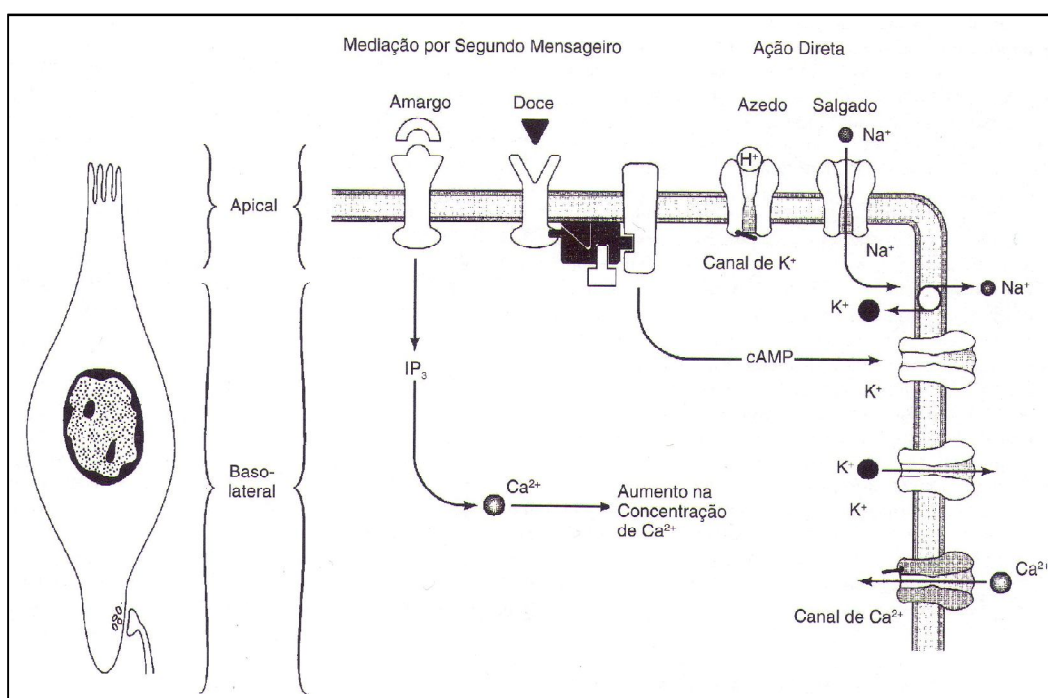 Mediação por Segundo Mensageiro
Ação Direta
Amargo
Doce
Azedo
Salgado
Na⁺
H⁺
Apical
Canal de K⁺
Na⁺
K⁺
Na⁺
IP₃
cAMP
K⁺
Baso-
lateral
Ca²⁺
Aumento na
Concentração
de Ca²⁺
K⁺
K⁺
Ca²⁺
Canal de Ca²⁺